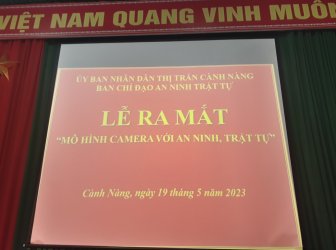 VIỆT NAM QUANG VINH MUÔN
ỦY BAN NHÂN DÂN THỊ TRẤN CÀNH NÀNG
BAN CHỈ ĐẠO AN NINH TRẬT TỰ
LỄ RA MẮT
“MÔ HÌNH CAMERA VỚI AN NINH, TRẬT TỰ”
Cành Nàng, ngày 19 tháng 5 năm 2023